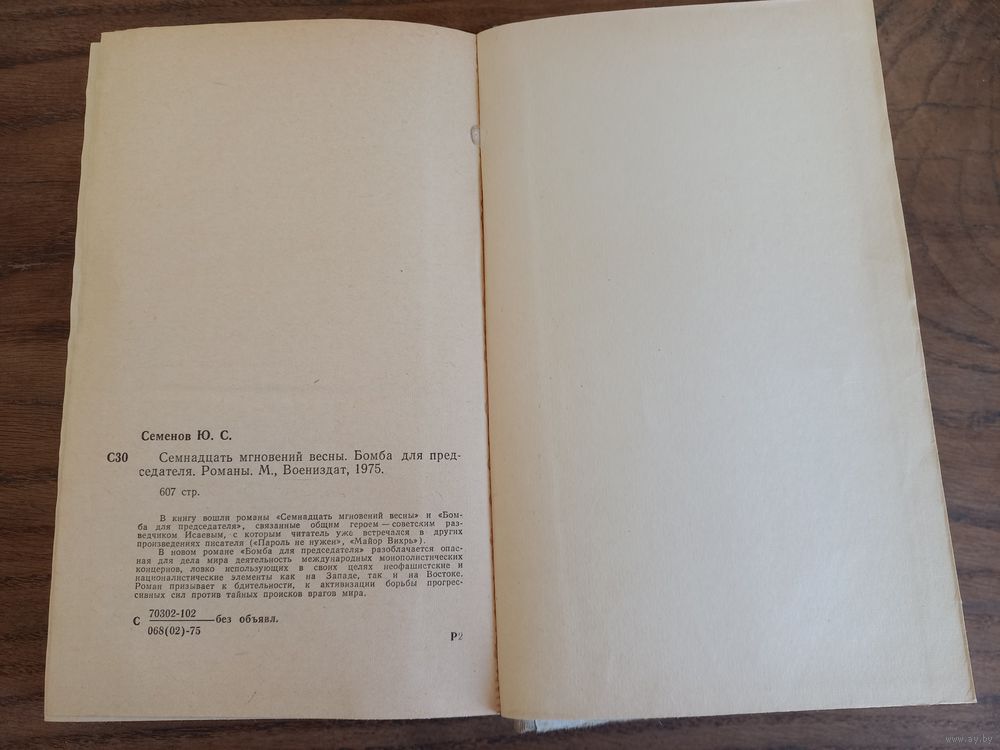 Семенов Ю. С.
С30 Семнадцать мгновений весны. Бомба для пред-
седателя. Романы. М., Воениздат, 1975.
607 стр.
В книгу вошли романы «Семнадцать мгновений весны» и «Бом-
ба для председателя», связанные общим героем — советским раз-
ведчиком Исаевым, с которым читатель уже встречался в других
произведениях писателя («Пароль не нужен», «Майор Вихрь»).
В новом романе «Бомба для председателя» разоблачается опас-
ная для дела мира деятельность международных монополистических
концернов, ловко использующих в своих целях неофашистские и
националистические элементы как на Западе, так и на Востоке.
Роман призывает к бдительности, к активизации борьбы прогрес-
сивных сил против тайных происков врагов мира.
70302-102
С —— без объявл.
068(02)-75
Р2
www.ay.by